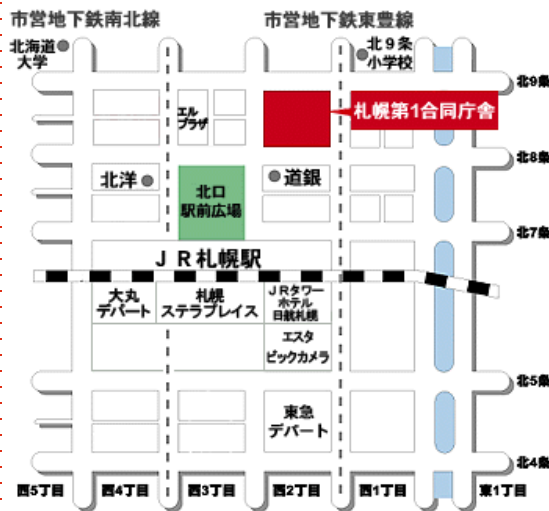 市営地下鉄南北線
市営地下鉄東豊線
北海道
大学
北9条
小学校
北9条
エル
プラザ
札幌第1合同庁舎
北8条
北洋
北口
駅前広場
道銀
北7条
JR札幌駅
大丸
デパート
札幌
ステラプレイス
JRタワー
ホテル
日航札幌
エスタ
ビックカメラ
北5条
東急
デパート
北4条
西5丁目
西4丁目
西3丁目
西2丁目
西1丁目
東1丁目